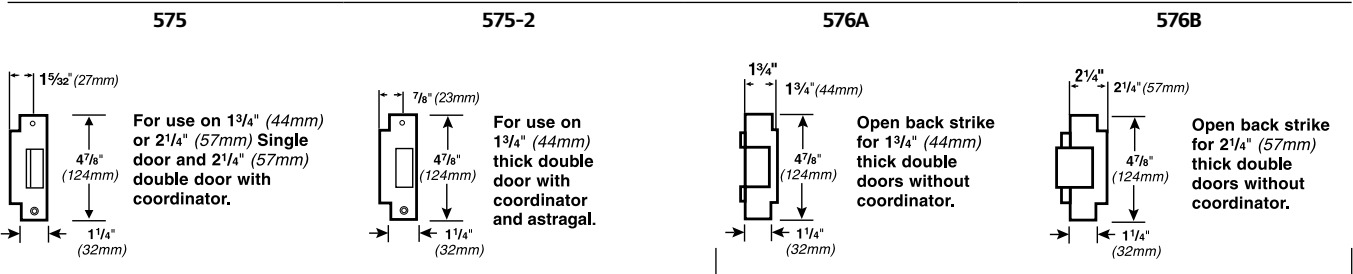 575
1 5/32" (27mm)
For use on 1 3/4" (44mm)
or 2 1/4" (57mm) Single
door and 2 1/4" (57mm)
double door with
coordinator.
4 7/8"
(124mm)
1 1/4"
(32mm)
575-2
7/8" (23mm)
For use on
1 3/4" (44mm)
thick double
door with
coordinator
and astragal.
4 7/8"
(124mm)
1 1/4"
(32mm)
576A
1 3/4"
1 3/4" (44mm)
Open back strike
for 1 3/4" (44mm)
thick double
doors without
coordinator.
4 7/8"
(124mm)
1 1/4"
(32mm)
576B
2 1/4"
2 1/4" (57mm)
Open back strike
for 2 1/4" (57mm)
thick double
doors without
coordinator.
4 7/8"
(124mm)
1 1/4"
(32mm)